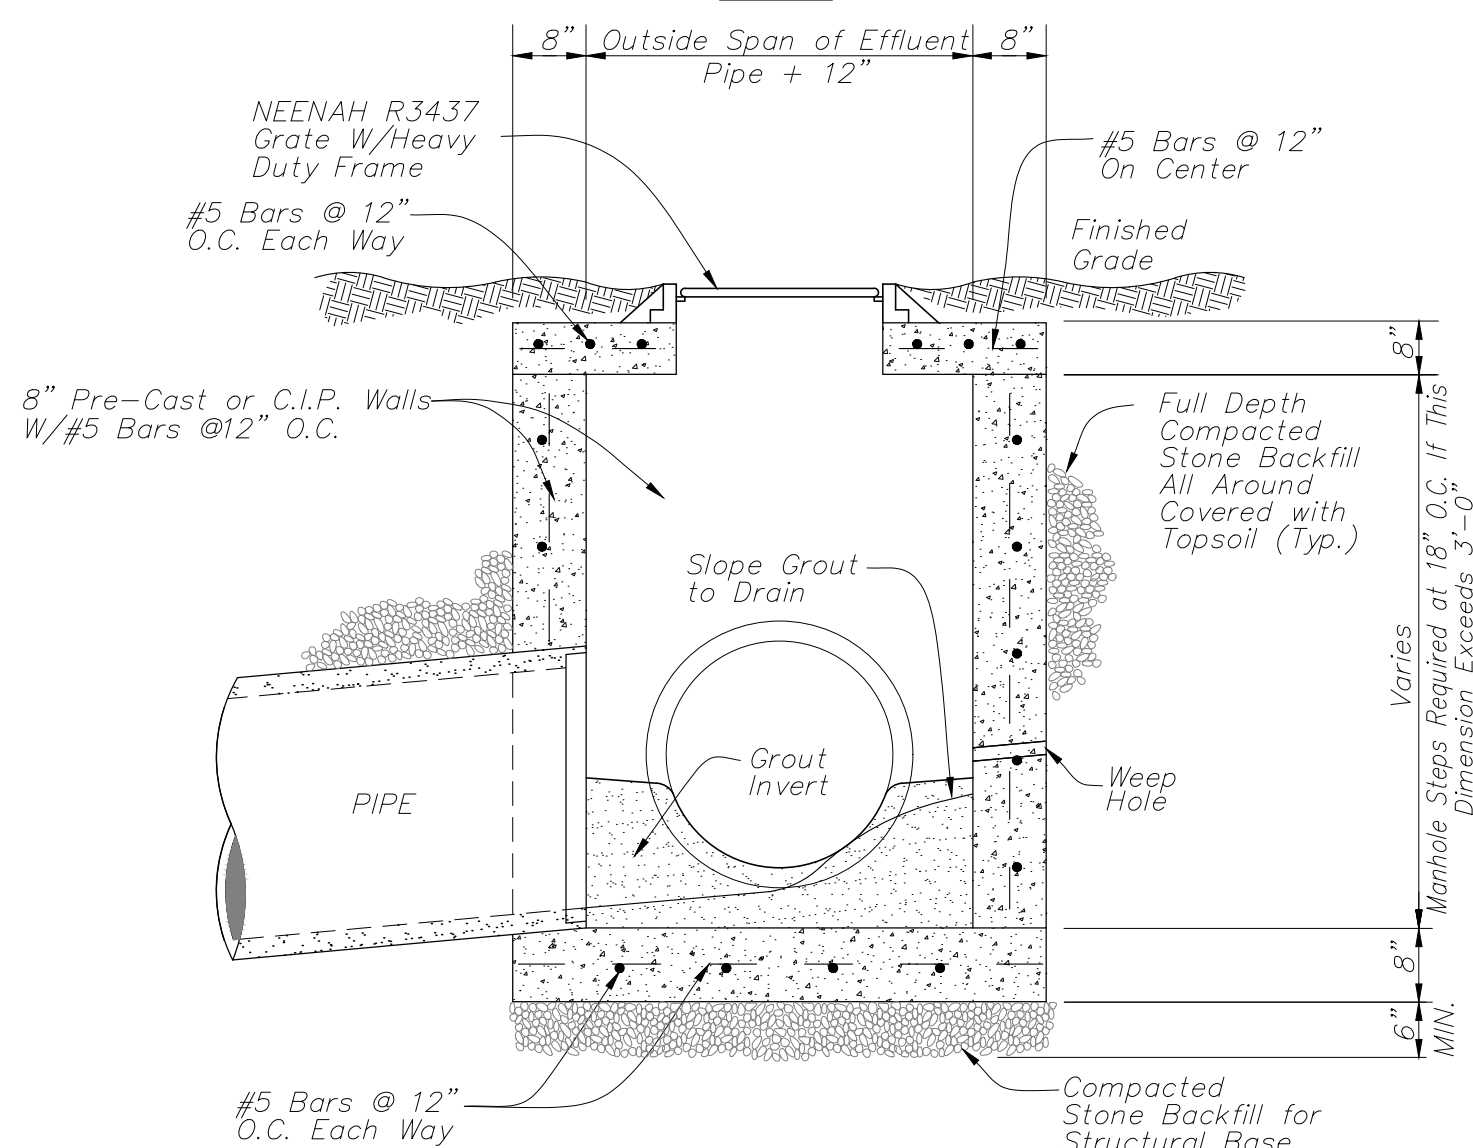 8" Outside Span of Effluent 8"
Pipe + 12"
NEENAH R3437
Grate W/Heavy
Duty Frame
#5 Bars @ 12"
On Center
#5 Bars @ 12"
O.C. Each Way
Finished
Grade
8"
8" Pre-Cast or C.I.P. Walls
W/#5 Bars @12" O.C.
Full Depth
Compacted
Stone Backfill
All Around
Covered with
Topsoil (Typ.)
Slope Grout
to Drain
Varies
Manhole Steps Required at 18" O.C. If This
Dimension Exceeds 3'-0"
Grout
Invert
Weep
Hole
PIPE
8"
6"
MIN.
#5 Bars @ 12"
O.C. Each Way
Compacted
Stone Backfill for
Structural Base